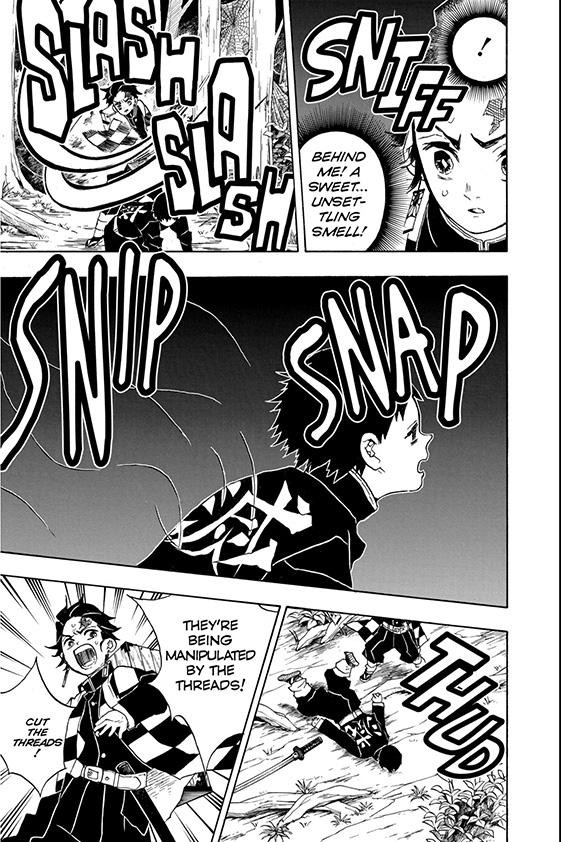 !
SNIFF
BEHIND
ME! A
SWEET...
UNSET-
TLING
SMELL!
SLASH
SLASH
SNAP
SNIP
THUD
THEY'RE
BEING
MANIPULATED
BY THE
THREADS!
CUT
THE
THREADS
!